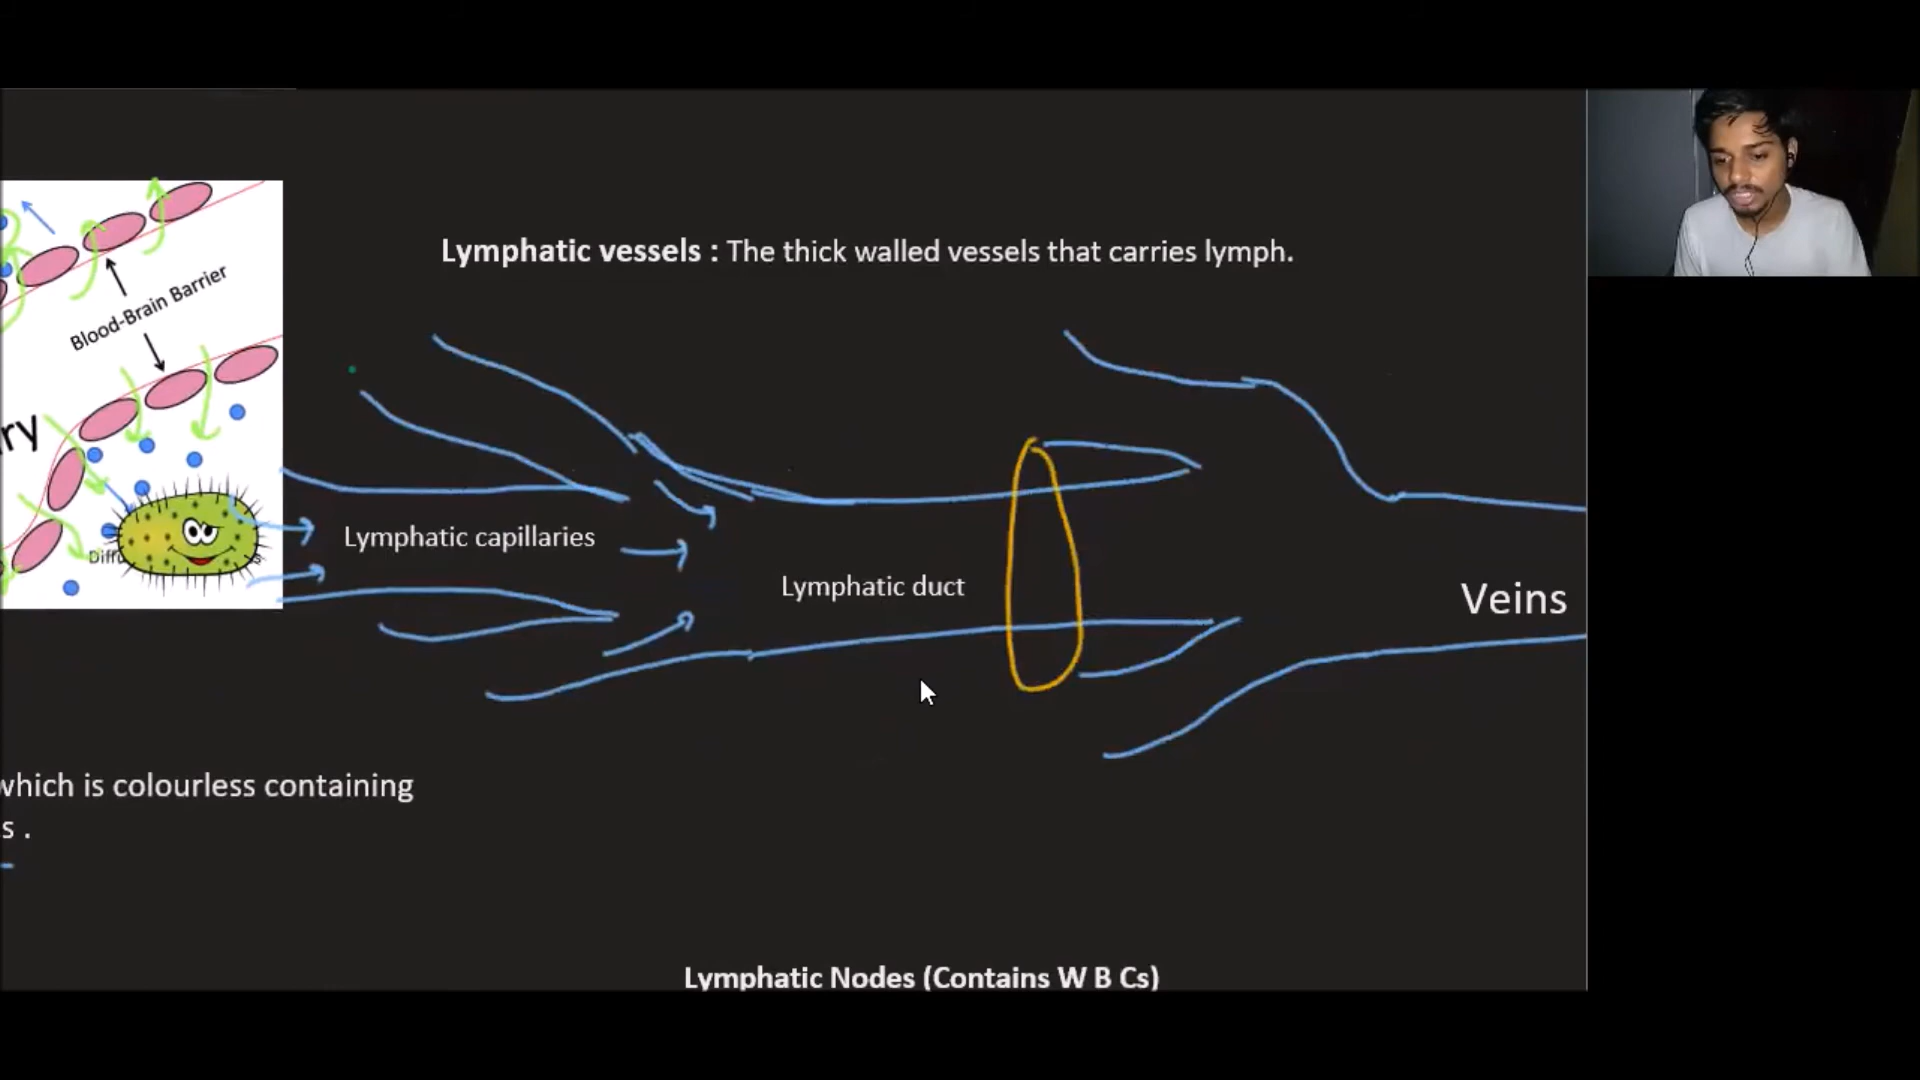 Lymphatic vessels : The thick walled vessels that carries lymph.
Blood-Brain Barrier
ry
Lymphatic capillaries
Lymphatic duct
Veins
which is colourless containing
s .
Lymphatic Nodes (Contains W B Cs)